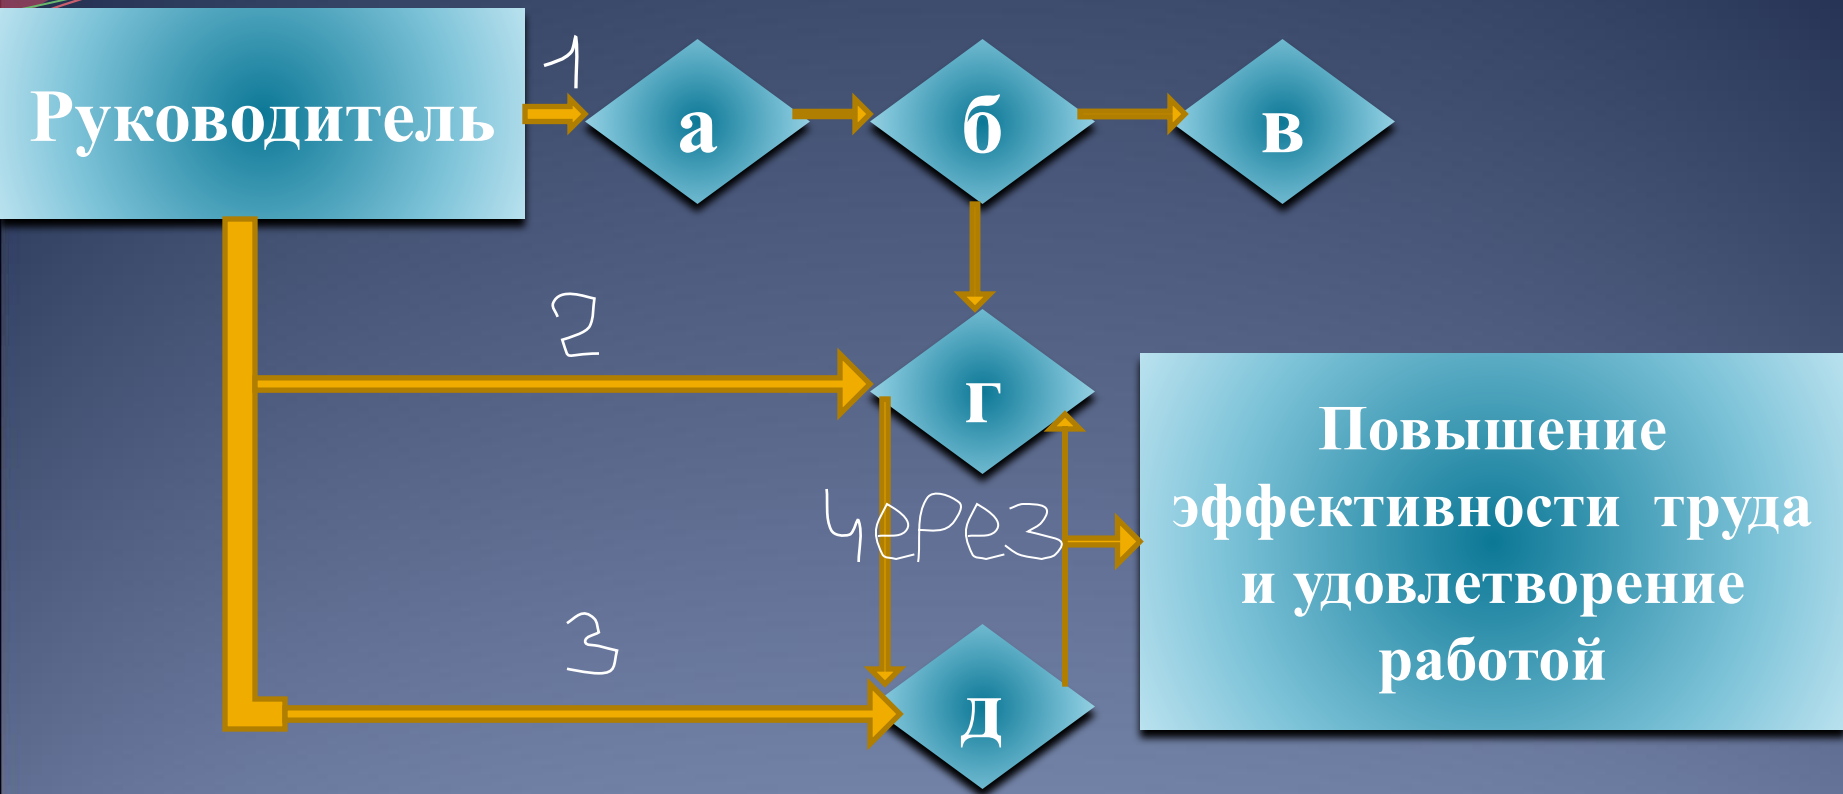 Руководитель
1
а
б
в
2
г
Повышение
эффективности труда
и удовлетворение
работой
через
3
д